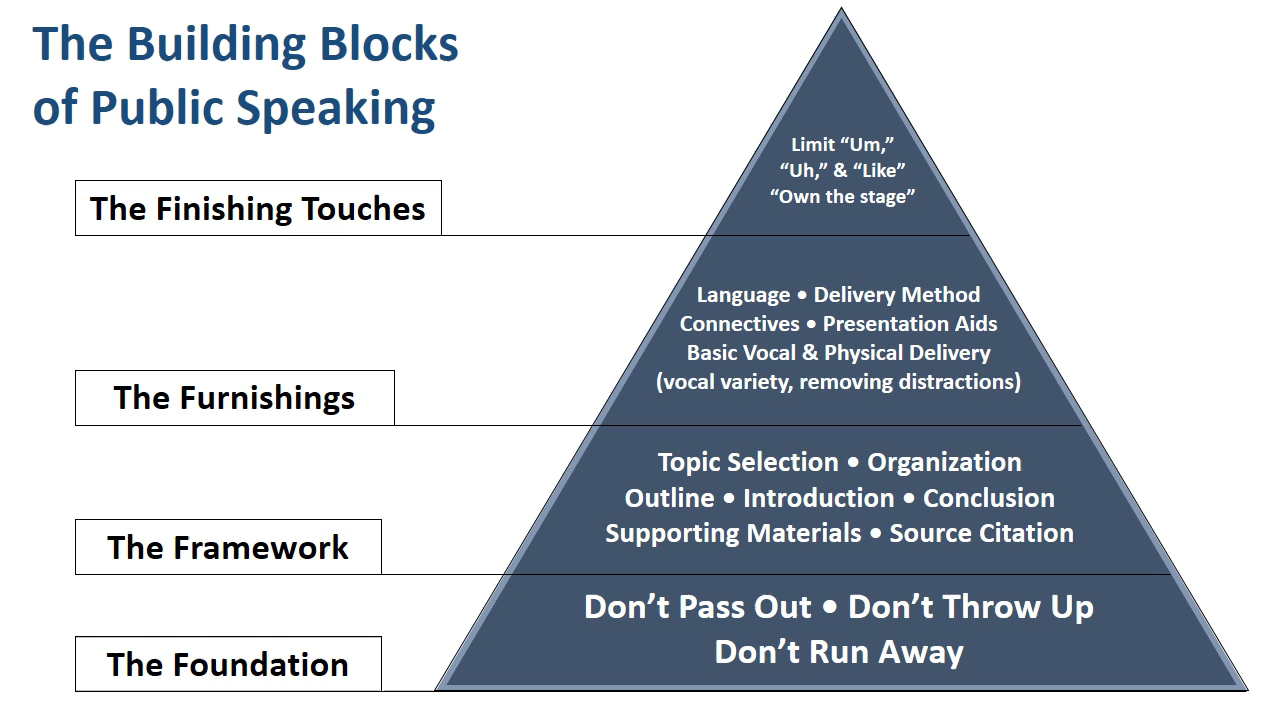 The Building Blocks
of Public Speaking
The Finishing Touches
Limit “Um,”
“Uh,” & “Like”
“Own the stage”
The Furnishings
Language • Delivery Method
Connectives • Presentation Aids
Basic Vocal & Physical Delivery
(vocal variety, removing distractions)
The Framework
Topic Selection • Organization
Outline • Introduction • Conclusion
Supporting Materials • Source Citation
The Foundation
Don’t Pass Out • Don’t Throw Up
Don’t Run Away